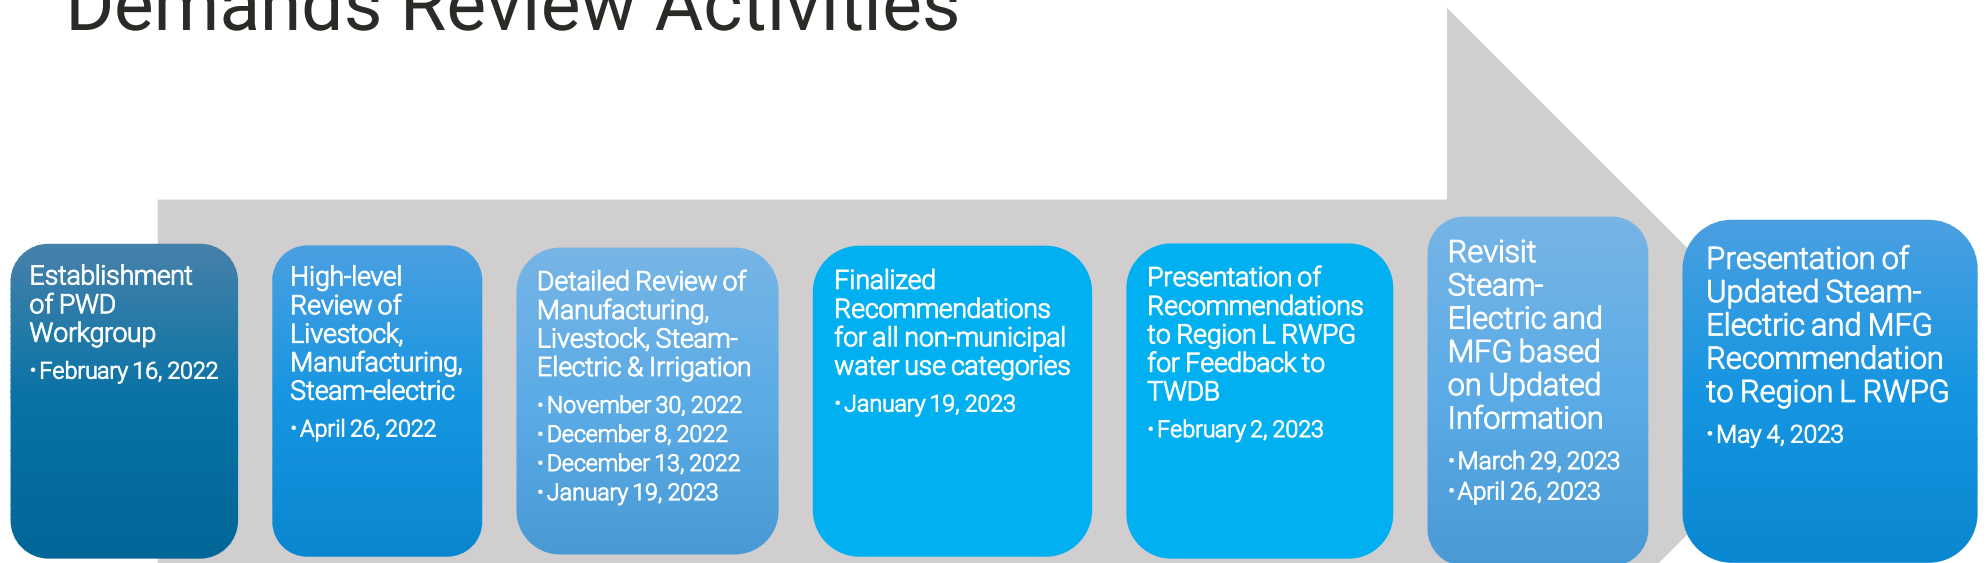 Demands Review Activities
Establishment
of PWD
Workgroup
• February 16, 2022
High-level
Review of
Livestock,
Manufacturing,
Steam-electric
• April 26, 2022
Detailed Review of
Manufacturing,
Livestock, Steam-
Electric & Irrigation
• November 30, 2022
• December 8, 2022
• December 13, 2022
• January 19, 2023
Finalized
Recommendations
for all non-municipal
water use categories
• January 19, 2023
Presentation of
Recommendations
to Region L RWPG
for Feedback to
TWDB
• February 2, 2023
Revisit
Steam-
Electric and
MFG based
on Updated
Information
• March 29, 2023
• April 26, 2023
Presentation of
Updated Steam-
Electric and MFG
Recommendation
to Region L RWPG
• May 4, 2023